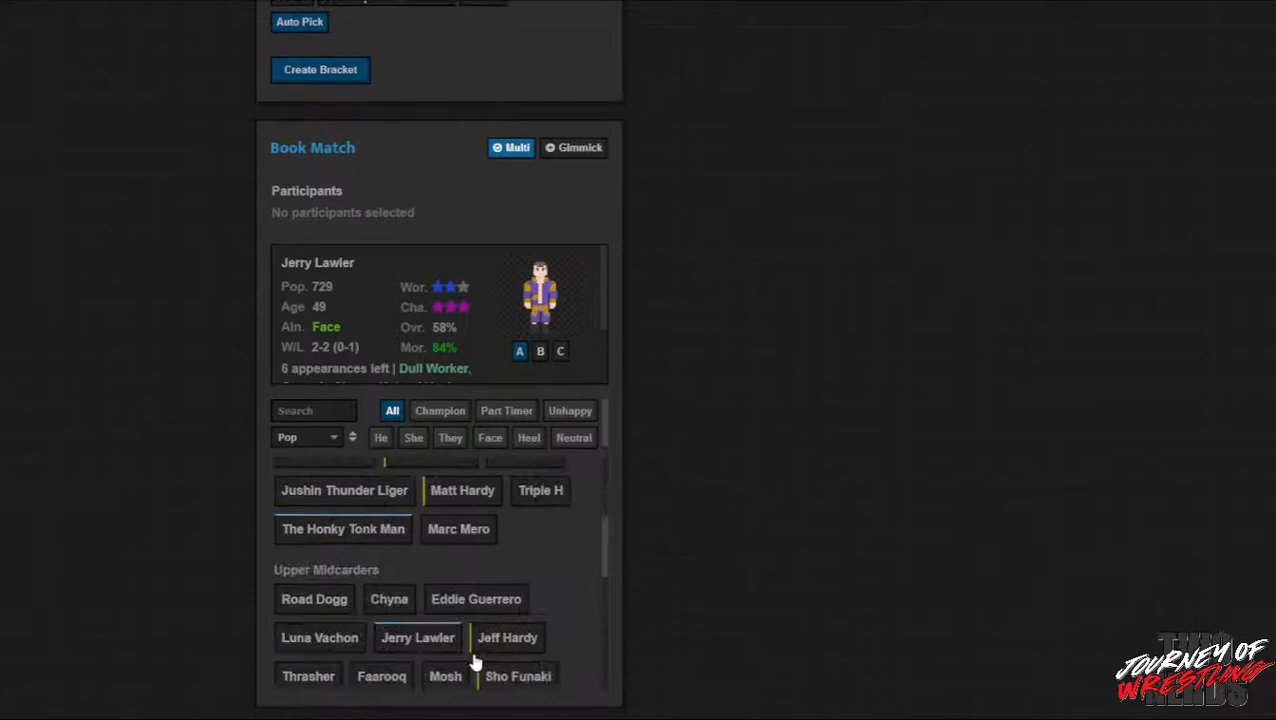 Auto Pick
Create Bracket
Book Match
Multi
Gimmick
Participants
No participants selected
Jerry Lawler
Pop. 729
Wor.
Age 49
Cha.
Aln. Face
Ovr. 58%
W/L 2-2 (0-1)
Mor. 84%
A B C
6 appearances left | Dull Worker,
Search
All Champion Part Timer Unhappy
Pop
He She They Face Heel Neutral
Jushin Thunder Liger Matt Hardy Triple H
The Honky Tonk Man Marc Mero
Upper Midcarders
Road Dogg Chyna Eddie Guerrero
Luna Vachon Jerry Lawler Jeff Hardy
Thrasher Faarooq Mosh Sho Funaki
JOURNEY OF
WRESTLING